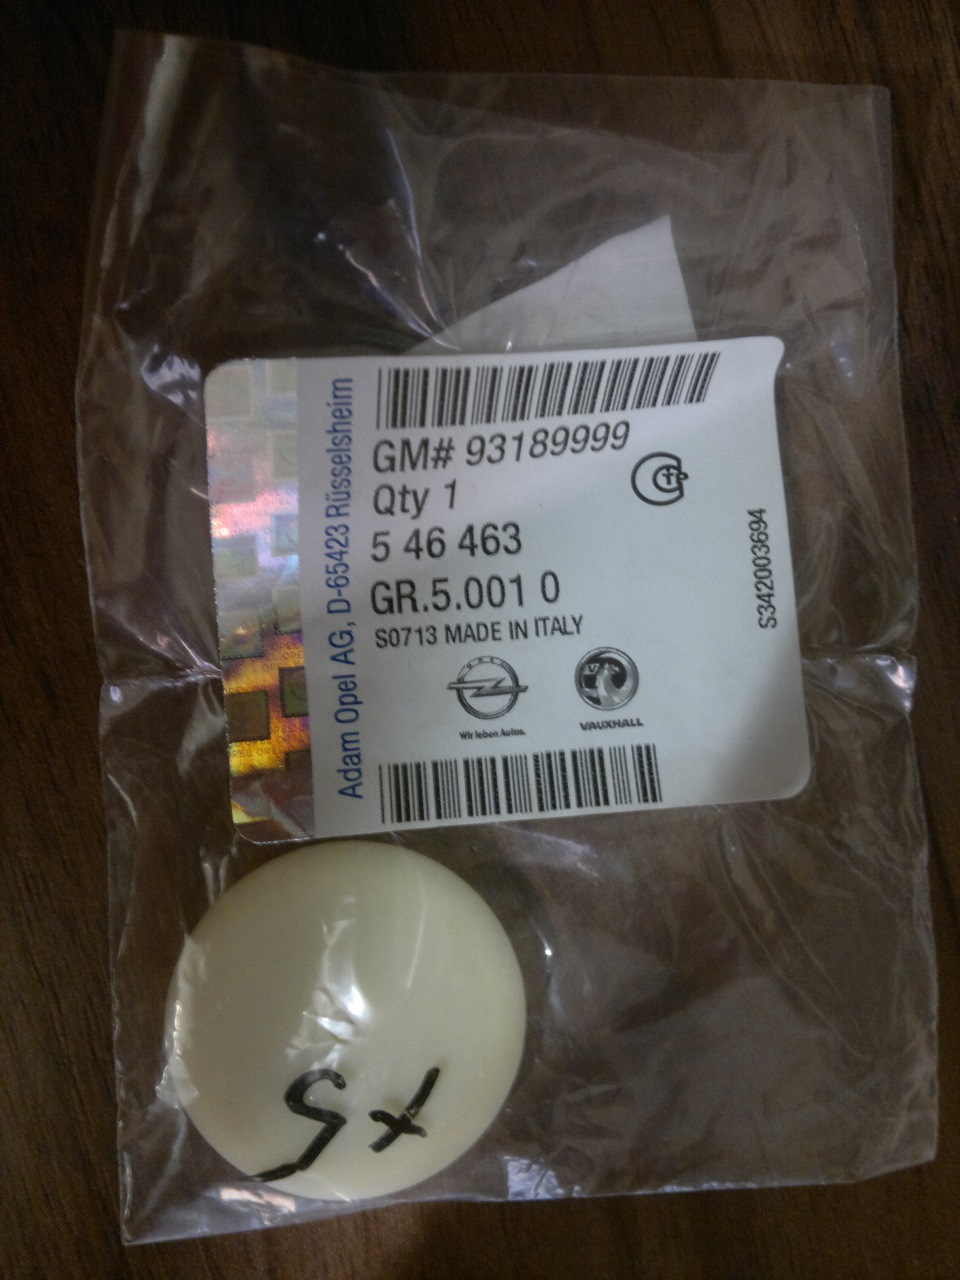 Adam Opel AG, D-65423 Rüsselsheim
GM# 93189999
Qty 1
5 46 463
GR.5.001 0
S0713 MADE IN ITALY
S342003694
OPEL
Wir leben Autos.
VAUXHALL